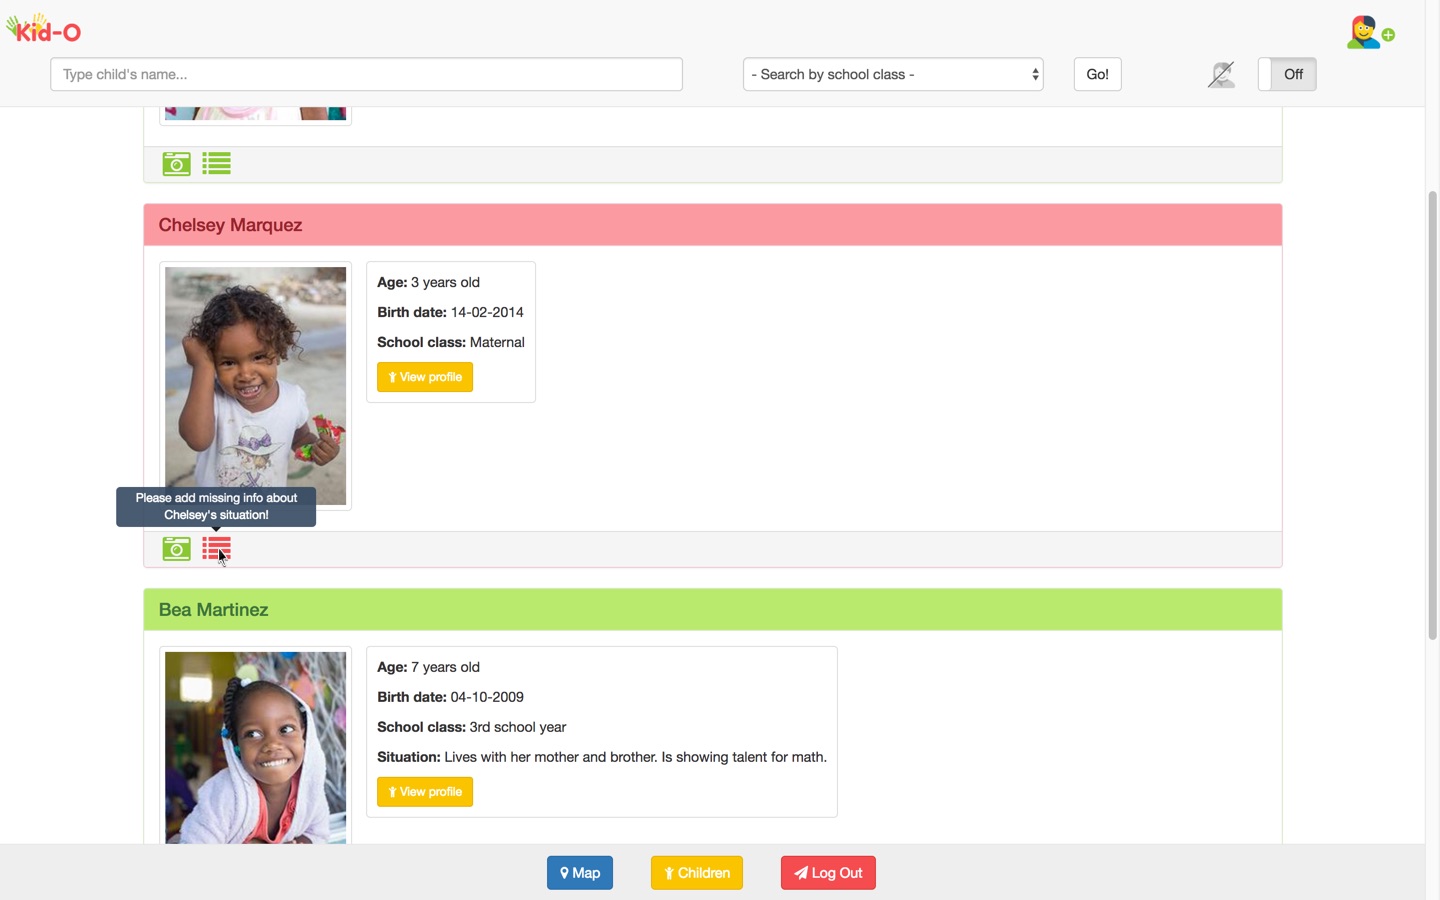 Kid-O
Type child's name...
- Search by school class -
Go!
Off
Chelsey Marquez
Age: 3 years old
Birth date: 14-02-2014
School class: Maternal
View profile
Please add missing info about
Chelsey's situation!
Bea Martinez
Age: 7 years old
Birth date: 04-10-2009
School class: 3rd school year
Situation: Lives with her mother and brother. Is showing talent for math.
View profile
Map
Children
Log Out